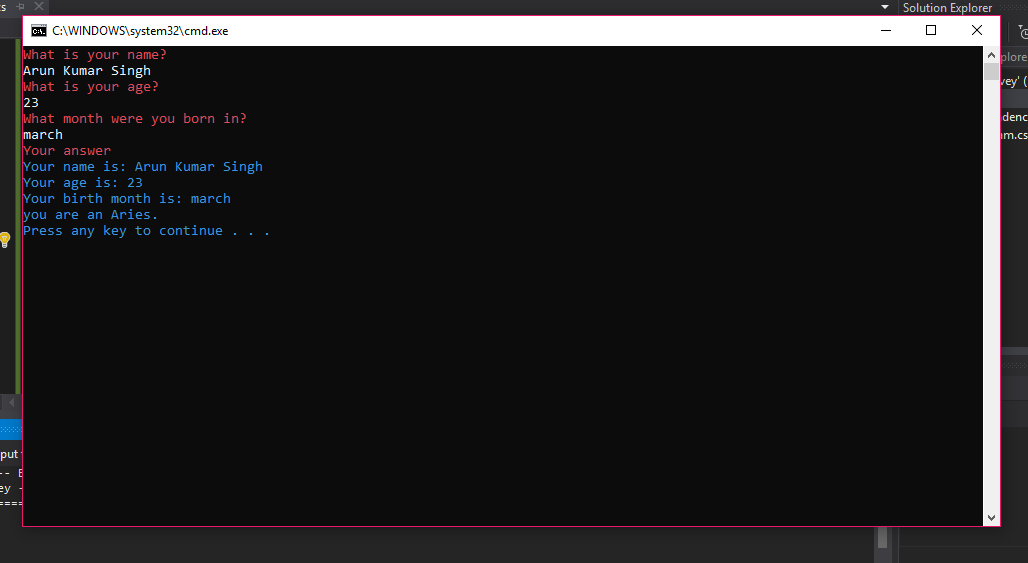 Solution Explorer
C:\WINDOWS\system32\cmd.exe
What is your name?
Arun Kumar Singh
What is your age?
23
What month were you born in?
march
Your answer
Your name is: Arun Kumar Singh
Your age is: 23
Your birth month is: march
you are an Aries.
Press any key to continue . . .